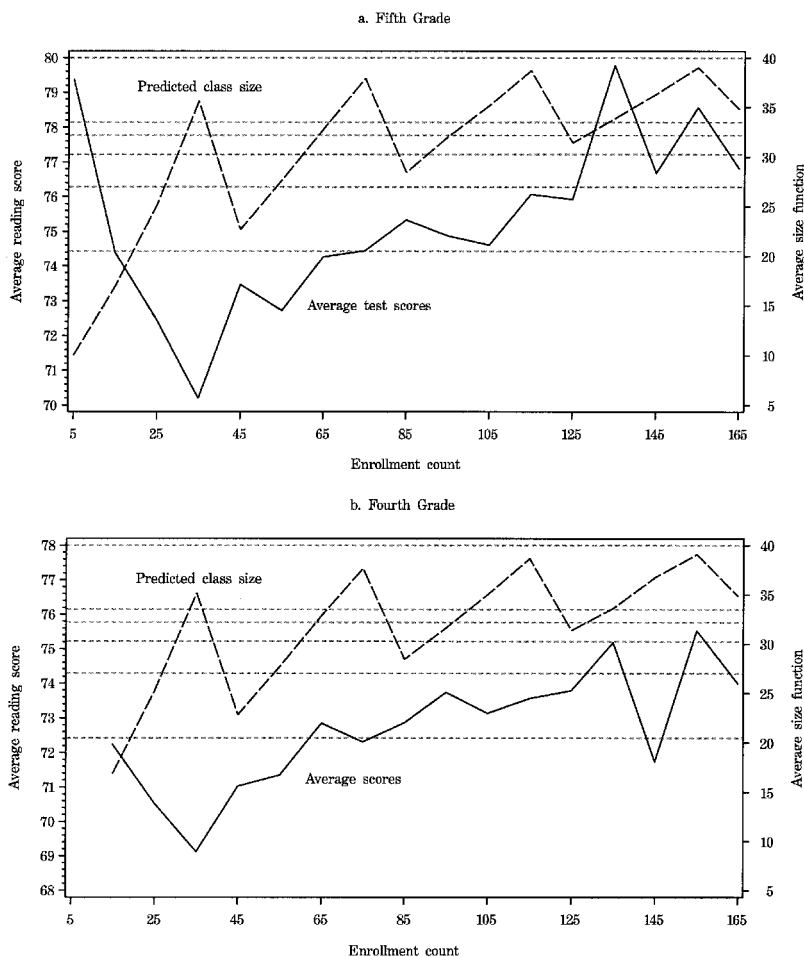 a. Fifth Grade
80
79
78
77
76
75
74
73
72
71
70
Average reading score
Predicted class size
Average test scores
40
35
30
25
20
15
10
5
Average size function
5 25 45 65 85 105 125 145 165
Enrollment count
b. Fourth Grade
78
77
76
75
74
73
72
71
70
69
68
Average reading score
Predicted class size
Average scores
40
35
30
25
20
15
10
5
Average size function
5 25 45 65 85 105 125 145 165
Enrollment count